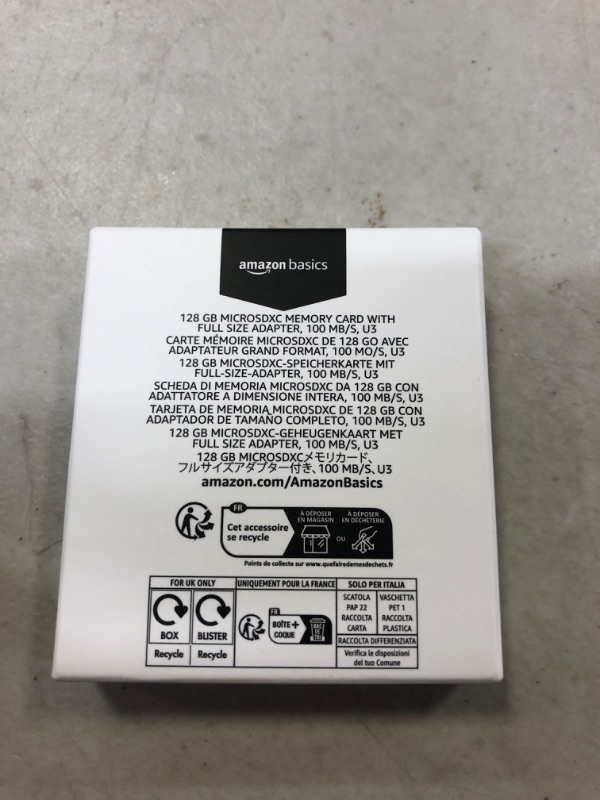 amazon basics
128 GB MICROSDXC MEMORY CARD WITH
FULL SIZE ADAPTER, 100 MB/S, U3
CARTE MÉMOIRE MICROSDXC DE 128 GO AVEC
ADAPTATEUR GRAND FORMAT, 100 MO/S, U3
128 GB MICROSDXC-SPEICHERKARTE MIT
FULL-SIZE-ADAPTER, 100 MB/S, U3
SCHEDA DI MEMORIA MICROSDXC DA 128 GB CON
ADATTATORE A DIMENSIONE INTERA, 100 MB/S, U3
TARJETA DE MEMORIA MICROSDXC DE 128 GB CON
ADAPTADOR DE TAMAÑO COMPLETO, 100 MB/S, U3
128 GB MICROSDXC-GEHEUGENKAART MET
FULL SIZE ADAPTER, 100 MB/S, U3
128 GB MICROSDXCメモリカード、
フルサイズアダプター付き、100 MB/S、U3
amazon.com/AmazonBasics
FR
Cet accessoire
se recycle
À DÉPOSER
EN MAGASIN
OU
À DÉPOSER
EN DÉCHÈTERIE
Points de collecte sur www.quefairedemesdechets.fr
FOR UK ONLY
BOX
BLISTER
Recycle
Recycle
UNIQUEMENT POUR LA FRANCE
FR
BOÎTE +
COQUE
BAC
DE
TRI
SOLO PER ITALIA
SCATOLA
PAP 22
RACCOLTA
CARTA
VASCHETTA
PET 1
RACCOLTA
PLASTICA
RACCOLTA DIFFERENZIATA
Verifica le disposizioni
del tuo Comune